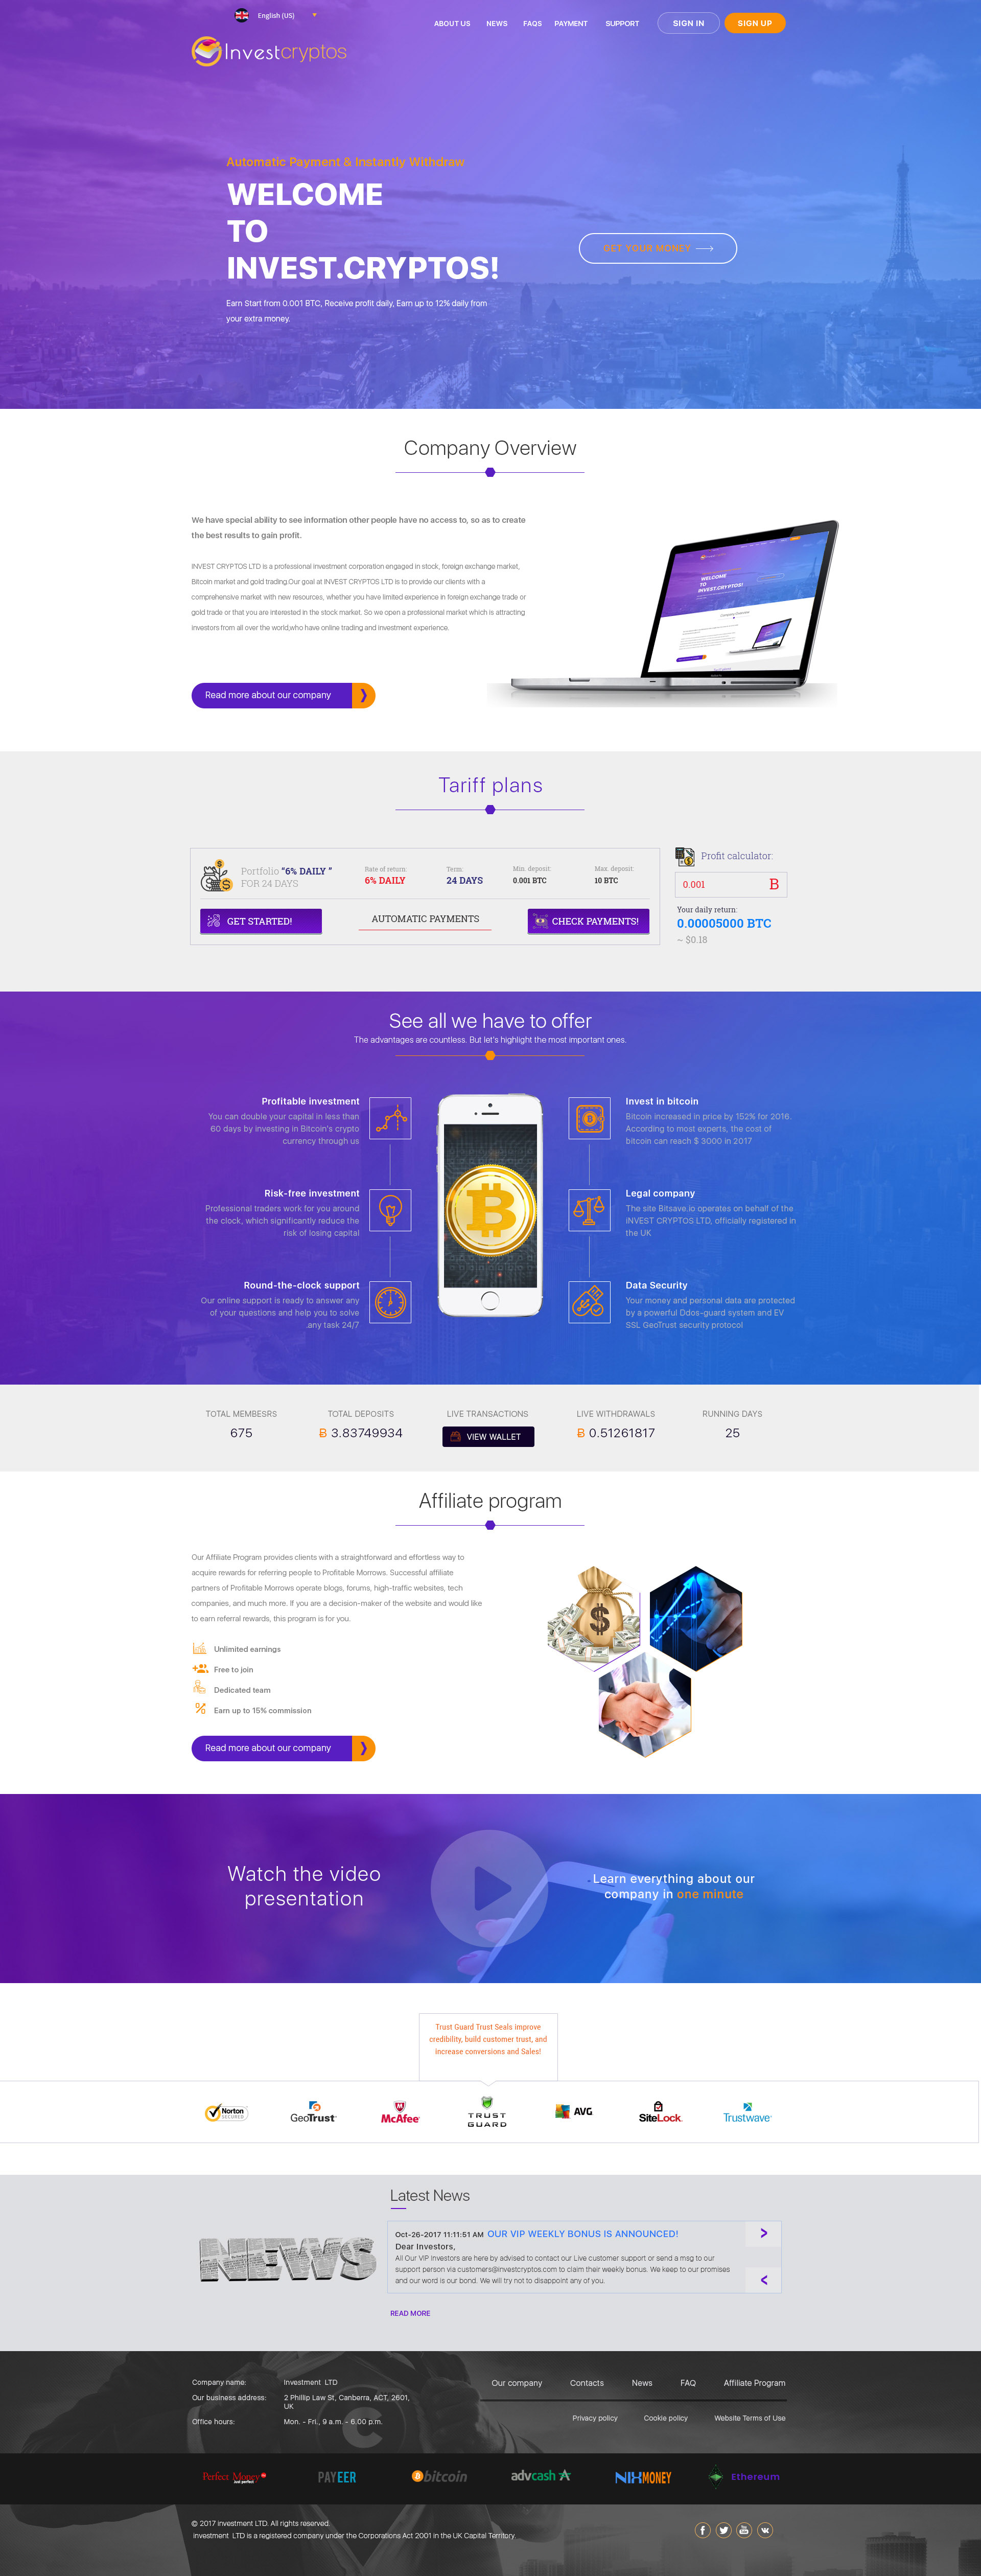 English (US)
ABOUT US NEWS FAQS PAYMENT SUPPORT SIGN IN SIGN UP
Investcryptos
Automatic Payment & Instantly Withdraw
WELCOME
TO
INVEST.CRYPTOS!
GET YOUR MONEY
Earn Start from 0.001 BTC, Receive profit daily, Earn up to 12% daily from
your extra money.
Company Overview
We have special ability to see information other people have no access to, so as to create
the best results to gain profit.
INVEST CRYPTOS LTD is a professional investment corporation engaged in stock, foreign exchange market,
Bitcoin market and gold trading.Our goal at INVEST CRYPTOS LTD is to provide our clients with a
comprehensive market with new resources, whether you have limited experience in foreign exchange trade or
gold trade or that you are interested in the stock market. So we open a professional market which is attracting
investors from all over the world,who have online trading and investment experience.
Read more about our company
WELCOME
TO
INVEST.CRYPTOS!
Tariff plans
Portfolio "6% DAILY "
FOR 24 DAYS
Rate of return:
6% DAILY
Term:
24 DAYS
Min. deposit:
0.001 BTC
Max. deposit:
10 BTC
GET STARTED!
AUTOMATIC PAYMENTS
CHECK PAYMENTS!
Profit calculator:
0.001 B
Your daily return:
0.00005000 BTC
~ $0.18
See all we have to offer
The advantages are countless. But let's highlight the most important ones.
Profitable investment
You can double your capital in less than
60 days by investing in Bitcoin's crypto
currency through us
Risk-free investment
Professional traders work for you around
the clock, which significantly reduce the
risk of losing capital
Round-the-clock support
Our online support is ready to answer any
of your questions and help you to solve
.any task 24/7
Invest in bitcoin
Bitcoin increased in price by 152% for 2016.
According to most experts, the cost of
bitcoin can reach $ 3000 in 2017
Legal company
The site Bitsave.io operates on behalf of the
INVEST CRYPTOS LTD, officially registered in
the UK
Data Security
Your money and personal data are protected
by a powerful Ddos-guard system and EV
SSL GeoTrust security protocol
TOTAL MEMBESRS
675
TOTAL DEPOSITS
Ƀ 3.83749934
LIVE TRANSACTIONS
VIEW WALLET
LIVE WITHDRAWALS
Ƀ 0.51261817
RUNNING DAYS
25
Affiliate program
Our Affiliate Program provides clients with a straightforward and effortless way to
acquire rewards for referring people to Profitable Morrows. Successful affiliate
partners of Profitable Morrows operate blogs, forums, high-traffic websites, tech
companies, and much more. If you are a decision-maker of the website and would like
to earn referral rewards, this program is for you.
Unlimited earnings
Free to join
Dedicated team
Earn up to 15% commission
Read more about our company
Watch the video
presentation
Learn everything about our
company in one minute
Trust Guard Trust Seals improve
credibility, build customer trust, and
increase conversions and Sales!
Norton
SECURED
GeoTrust
McAfee
TRUST
GUARD
AVG
SiteLock
Trustwave
NEWS
Latest News
Oct-26-2017 11:11:51 AM OUR VIP WEEKLY BONUS IS ANNOUNCED!
Dear Investors,
All Our VIP Investors are here by advised to contact our Live customer support or send a msg to our
support person via customers@investcryptos.com to claim their weekly bonus. We keep to our promises
and our word is our bond. We will try not to disappoint any of you.
READ MORE
Company name: Investment LTD
Our business address: 2 Phillip Law St, Canberra, ACT, 2601,
UK
Office hours: Mon. - Fri., 9 a.m. - 6.00 p.m.
Our company Contacts News FAQ Affiliate Program
Privacy policy Cookie policy Website Terms of Use
Perfect Money
Just perfect
PAYEER
bitcoin
advcash
NIXMONEY
Ethereum
© 2017 investment LTD. All rights reserved.
investment LTD is a registered company under the Corporations Act 2001 in the UK Capital Territory